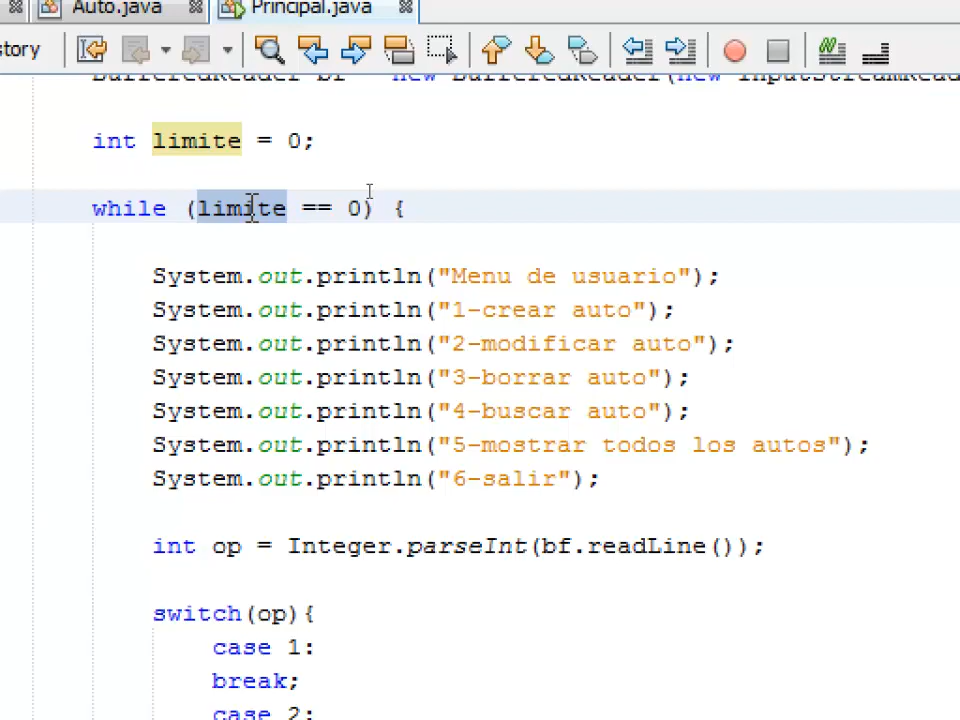 Auto.java Principal.java
story
BufferedReader bf = new BufferedReader(new InputStreamRead
int limite = 0;
while (limite == 0) {
System.out.println("Menu de usuario");
System.out.println("1-crear auto");
System.out.println("2-modificar auto");
System.out.println("3-borrar auto");
System.out.println("4-buscar auto");
System.out.println("5-mostrar todos los autos");
System.out.println("6-salir");
int op = Integer.parseInt(bf.readLine());
switch(op){
case 1:
break;
case 2: